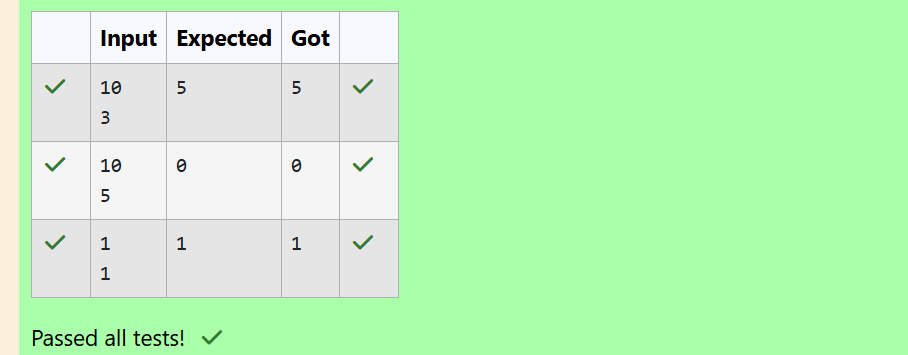 Input Expected Got
10 5 5
3
10 0 0
5
1 1 1
1
Passed all tests!